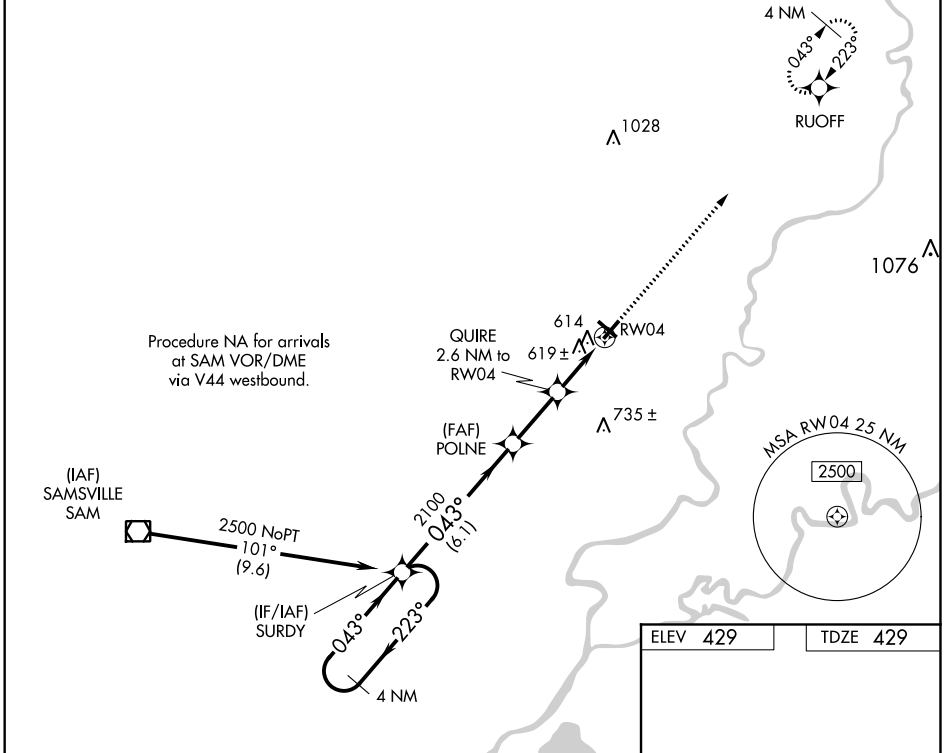 4 NM
043°
223°
RUOFF
1028
1076
Procedure NA for arrivals
at SAM VOR/DME
via V44 westbound.
QUIRE
2.6 NM to
RW04
614
619 ±
RW04
735 ±
(FAF)
POLNE
MSA RW04 25 NM
2500
(IAF)
SAMSVILLE
SAM
2500 NoPT
101°
(9.6)
2100
043°
(6.1)
(IF/IAF)
SURDY
043°
223°
4 NM
ELEV 429
TDZE 429